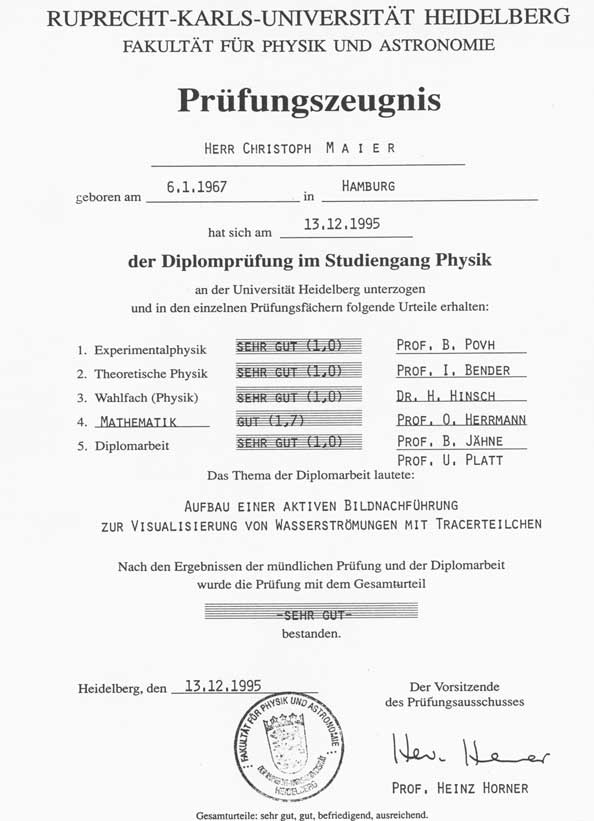 RUPRECHT-KARLS-UNIVERSITÄT HEIDELBERG
FAKULTÄT FÜR PHYSIK UND ASTRONOMIE
Prüfungszeugnis
HERR CHRISTOPH M A I E R
geboren am 6.1.1967 in HAMBURG
hat sich am 13.12.1995
der Diplomprüfung im Studiengang Physik
an der Universität Heidelberg unterzogen
und in den einzelnen Prüfungsfächern folgende Urteile erhalten:
1. Experimentalphysik SEHR GUT (1,0) PROF. B. POVH
2. Theoretische Physik SEHR GUT (1,0) PROF. I. BENDER
3. Wahlfach (Physik) SEHR GUT (1,0) DR. H. HINSCH
4. MATHEMATIK GUT (1,7) PROF. O. HERRMANN
5. Diplomarbeit SEHR GUT (1,0) PROF. B. JÄHNE
PROF. U. PLATT
Das Thema der Diplomarbeit lautete:
AUFBAU EINER AKTIVEN BILDNACHFÜHRUNG
ZUR VISUALISIERUNG VON WASSERSTRÖMUNGEN MIT TRACERTEILCHEN
Nach den Ergebnissen der mündlichen Prüfung und der Diplomarbeit
wurde die Prüfung mit dem Gesamturteil
-SEHR GUT-
bestanden.
Heidelberg, den 13.12.1995
Der Vorsitzende
des Prüfungsausschusses
FAKULTÄT FÜR PHYSIK UND ASTRONOMIE
HEIDELBERG
PROF. HEINZ HORNER
Gesamturteile: sehr gut, gut, befriedigend, ausreichend.